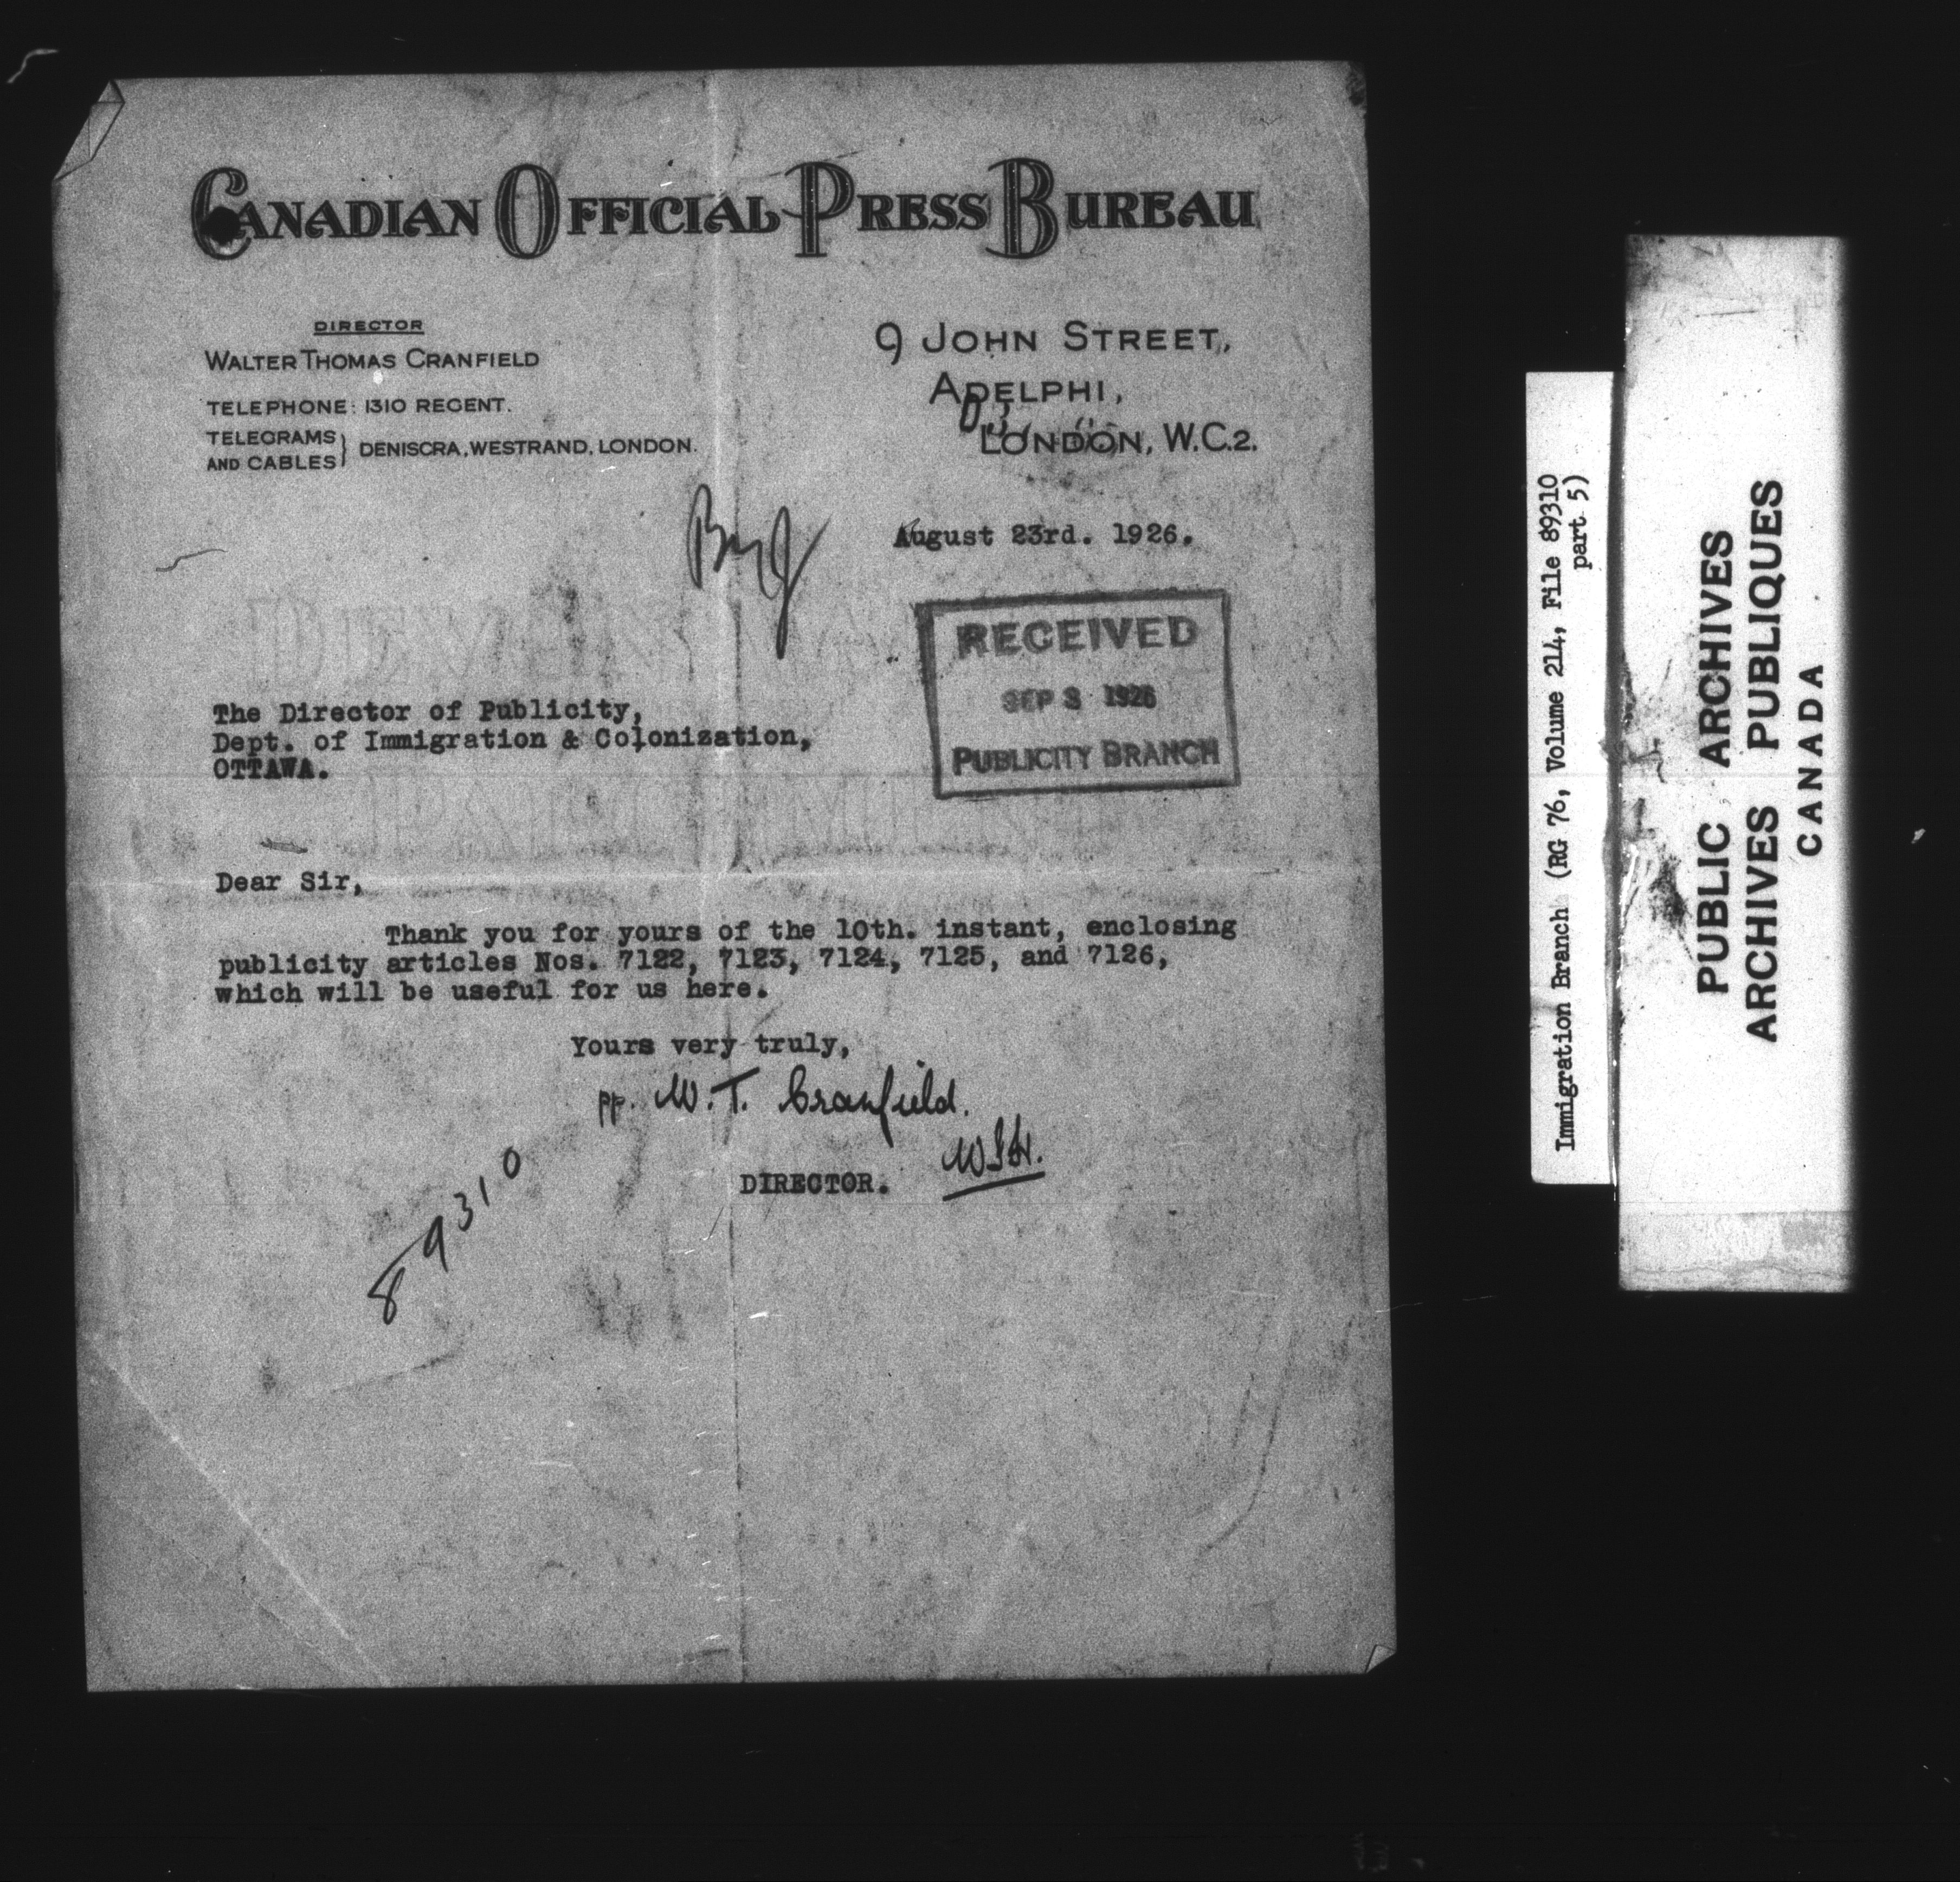 CANADIAN OFFICIAL PRESS BUREAU
DIRECTOR
WALTER THOMAS CRANFIELD
TELEPHONE: 1310 REGENT.
TELEGRAMS AND CABLES} DENISCRA, WESTRAND, LONDON.
9 JOHN STREET,
ADELPHI,
LONDON, W.C.2.
August 23rd. 1926.
RECEIVED
SEP 3 1926
PUBLICITY BRANCH
The Director of Publicity,
Dept. of Immigration & Colonization,
OTTAWA.
Dear Sir,
Thank you for yours of the 10th. instant, enclosing
publicity articles Nos. 7122, 7123, 7124, 7125, and 7126,
which will be useful for us here.
Yours very truly,
pp. W. T. Cranfield.
DIRECTOR.
89310
Immigration Branch (RG 76, Volume 214, File 89310
part 5)
PUBLIC ARCHIVES
ARCHIVES PUBLIQUES
CANADA